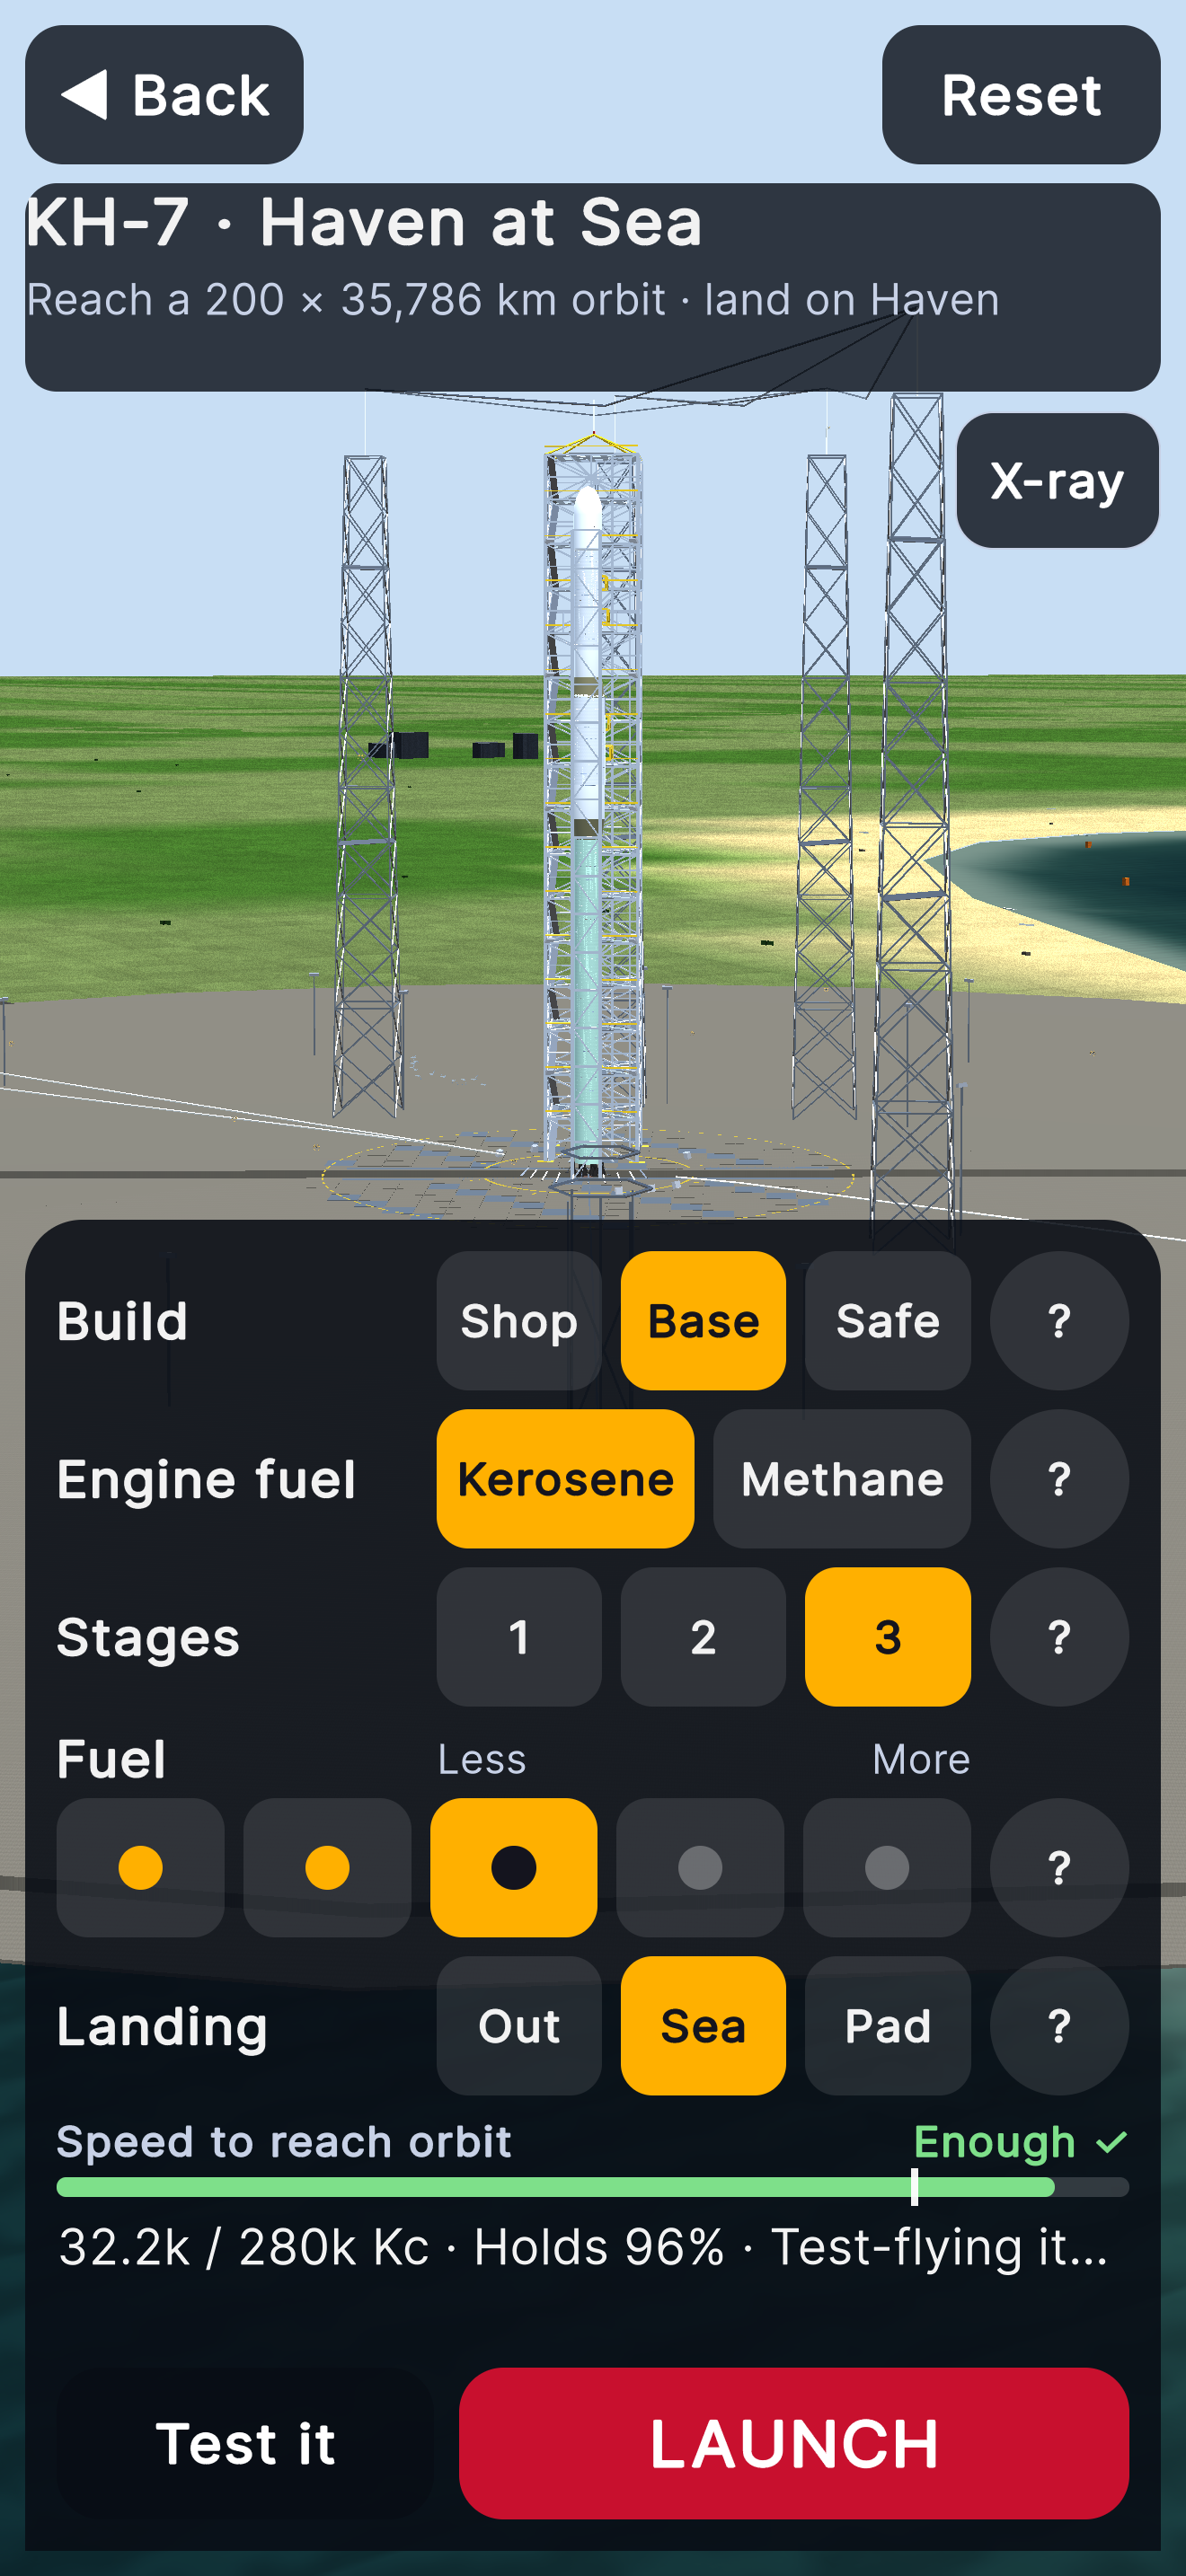 ◀ Back
Reset
KH-7 · Haven at Sea
Reach a 200 × 35,786 km orbit · land on Haven
X-ray
Build Shop Base Safe ?
Engine fuel Kerosene Methane ?
Stages 1 2 3 ?
Fuel Less More
?
Landing Out Sea Pad ?
Speed to reach orbit Enough ✓
32.2k / 280k Kc · Holds 96% · Test-flying it...
Test it LAUNCH